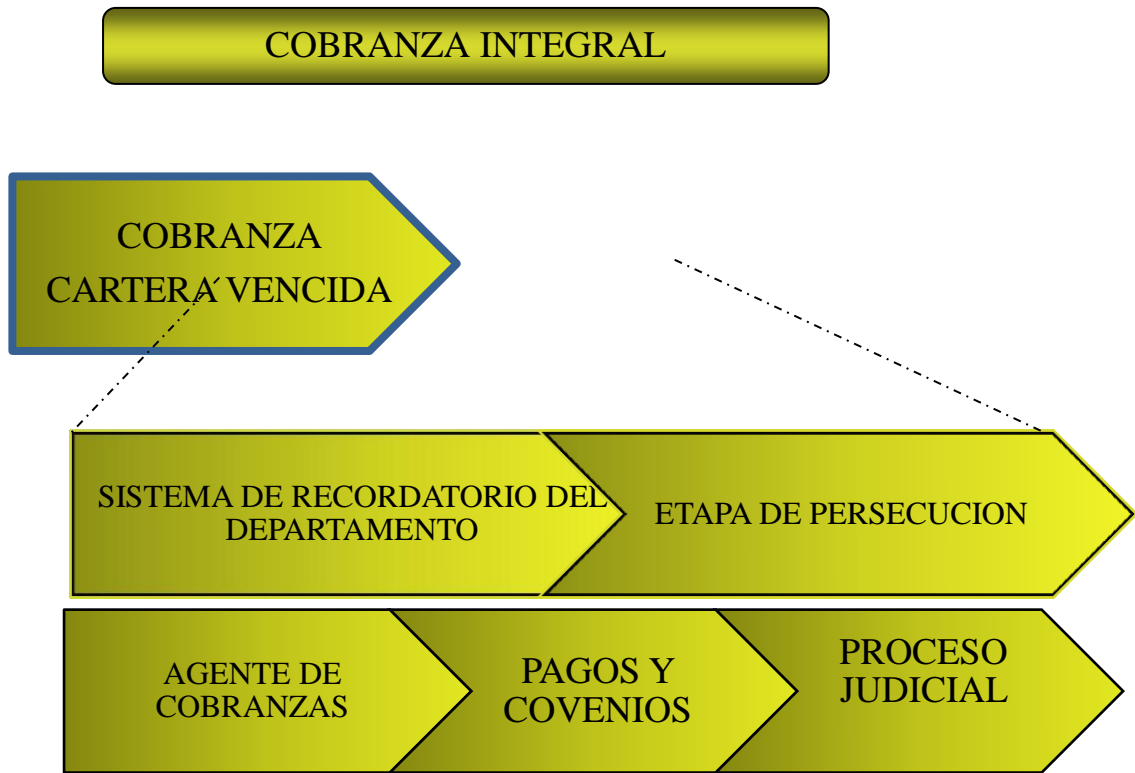 COBRANZA INTEGRAL
COBRANZA
CARTERA VENCIDA
SISTEMA DE RECORDATORIO DEL
DEPARTAMENTO
ETAPA DE PERSECUCION
AGENTE DE
COBRANZAS
PAGOS Y
COVENIOS
PROCESO
JUDICIAL